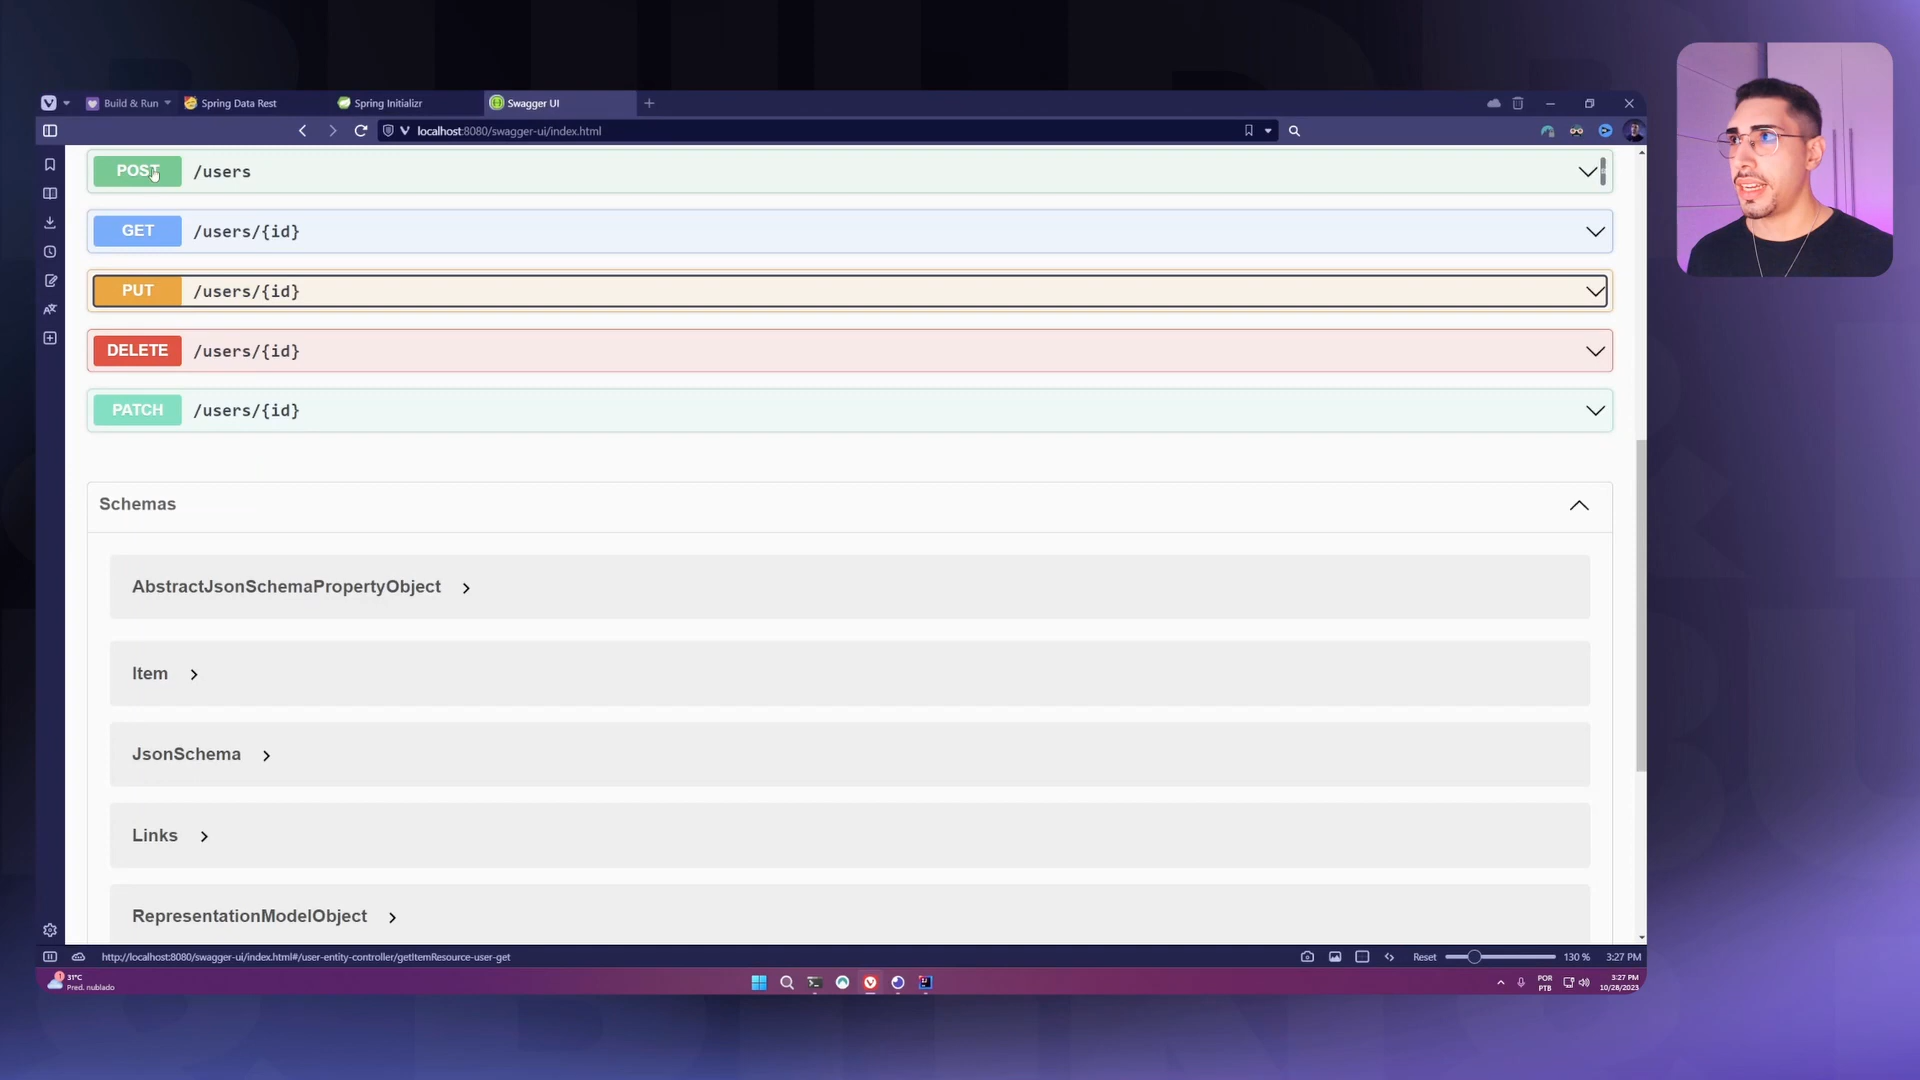 Build & Run
Spring Data Rest
Spring Initializr
Swagger UI
localhost:8080/swagger-ui/index.html
POST /users
GET /users/{id}
PUT /users/{id}
DELETE /users/{id}
PATCH /users/{id}
Schemas
AbstractJsonSchemaPropertyObject
Item
JsonSchema
Links
RepresentationModelObject
http://localhost:8080/swagger-ui/index.html#/user-entity-controller/getItemResource-user-get
Reset
130 %
3:27 PM
1
31°C
Pred. nublado
POR
PTB
3:27 PM
10/28/2023